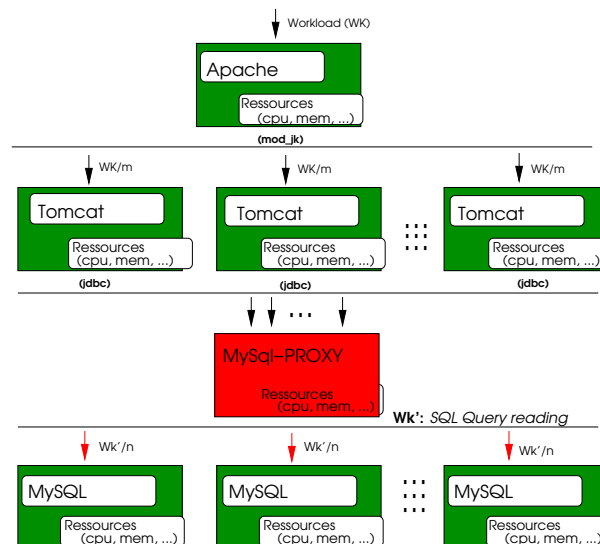 Workload (WK)
Apache
Ressources
(cpu, mem, ...)
(mod_jk)
WK/m WK/m WK/m
Tomcat Tomcat Tomcat
Ressources Ressources Ressources
(cpu, mem, ...) (cpu, mem, ...) (cpu, mem, ...)
(jdbc) (jdbc) (jdbc)
...
MySql–PROXY
Ressources
(cpu, mem, ...)
Wk': SQL Query reading
Wk'/n Wk'/n Wk'/n
MySQL MySQL MySQL
Ressources Ressources Ressources
(cpu, mem, ...) (cpu, mem, ...) (cpu, mem, ...)